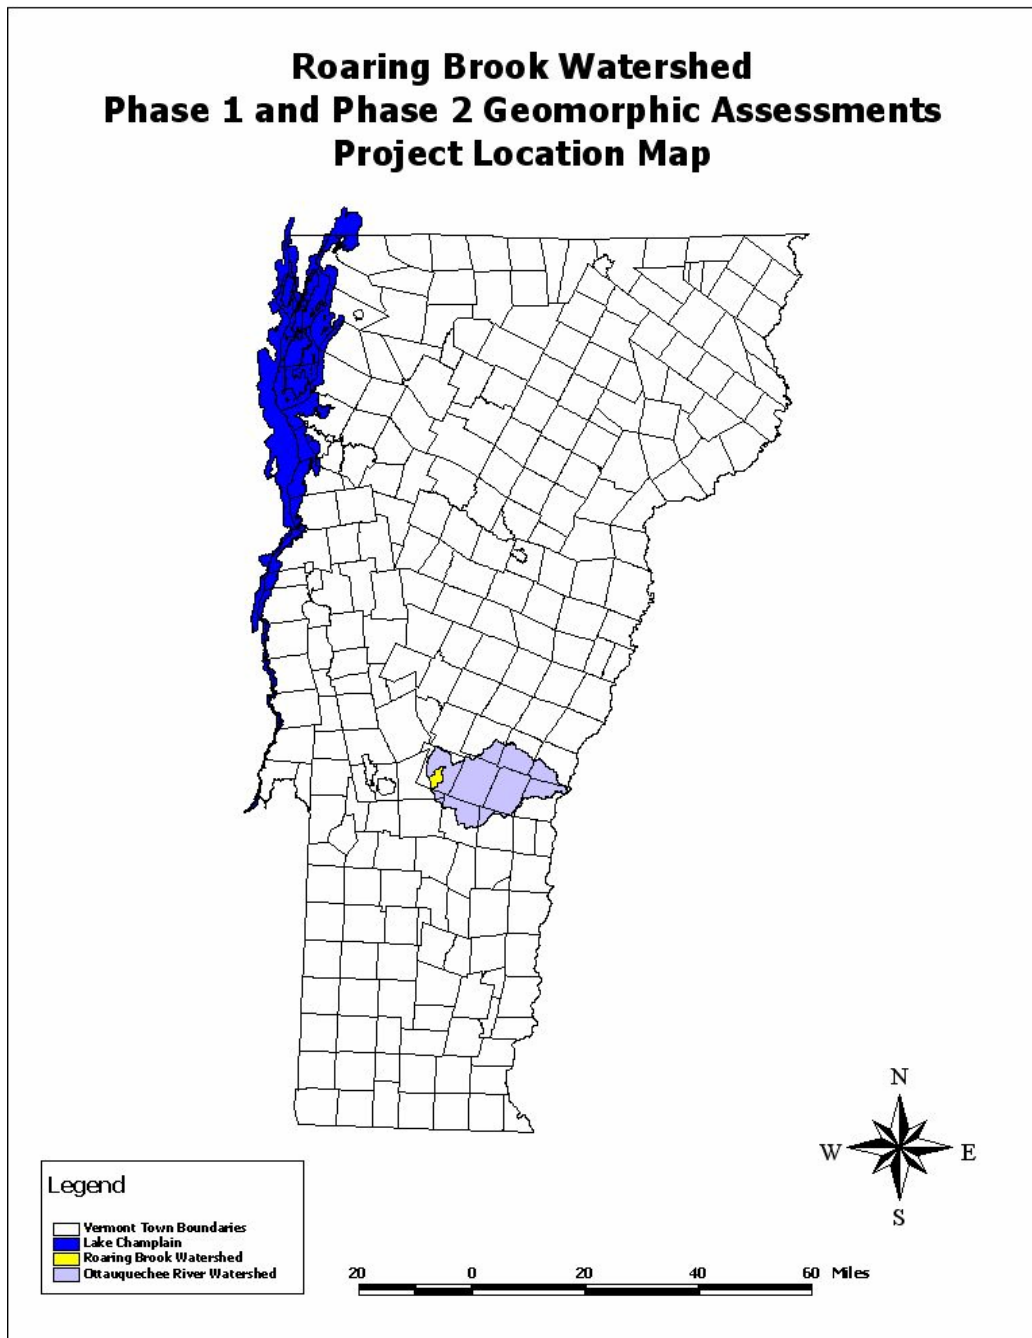 Roaring Brook Watershed
Phase 1 and Phase 2 Geomorphic Assessments
Project Location Map
N
W E
S
Legend
Vermont Town Boundaries
Lake Champlain
Roaring Brook Watershed
Ottauquechee River Watershed
20 0 20 40 60 Miles